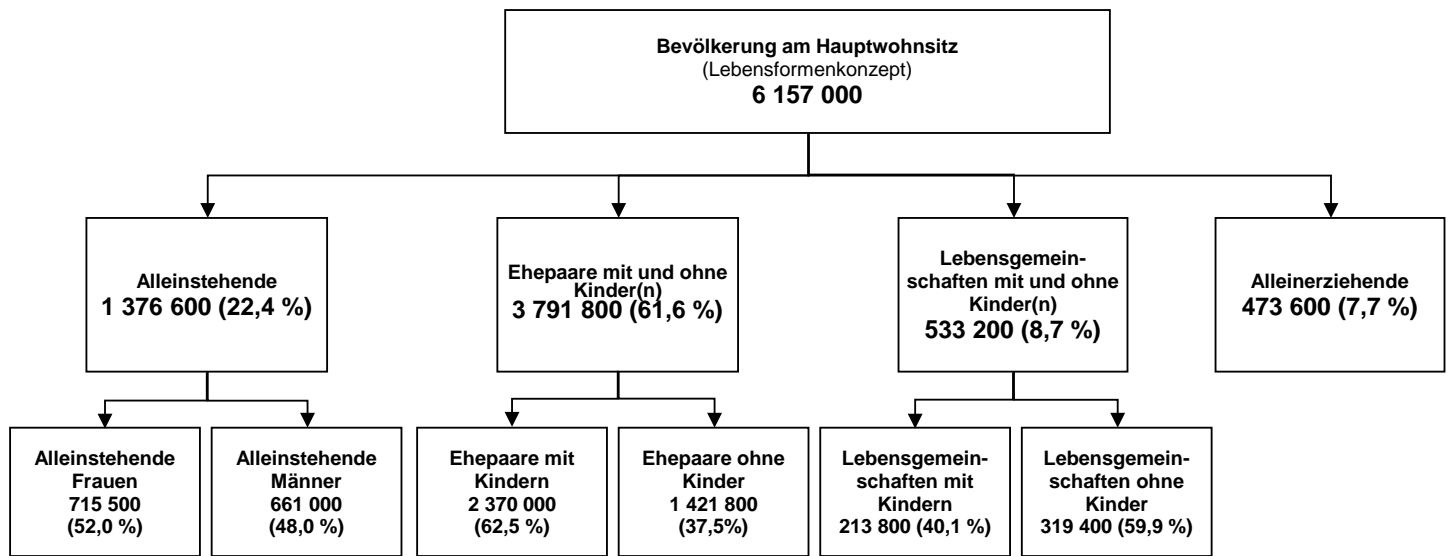 Bevölkerung am Hauptwohnsitz
(Lebensformenkonzept)
6 157 000
Alleinstehende
1 376 600 (22,4 %)
Ehepaare mit und ohne
Kinder(n)
3 791 800 (61,6 %)
Lebensgemein-
schaften mit und ohne
Kinder(n)
533 200 (8,7 %)
Alleinerziehende
473 600 (7,7 %)
Alleinstehende
Frauen
715 500
(52,0 %)
Alleinstehende
Männer
661 000
(48,0 %)
Ehepaare mit
Kindern
2 370 000
(62,5 %)
Ehepaare ohne
Kinder
1 421 800
(37,5%)
Lebensgemein-
schaften mit
Kindern
213 800 (40,1 %)
Lebensgemein-
schaften ohne
Kinder
319 400 (59,9 %)